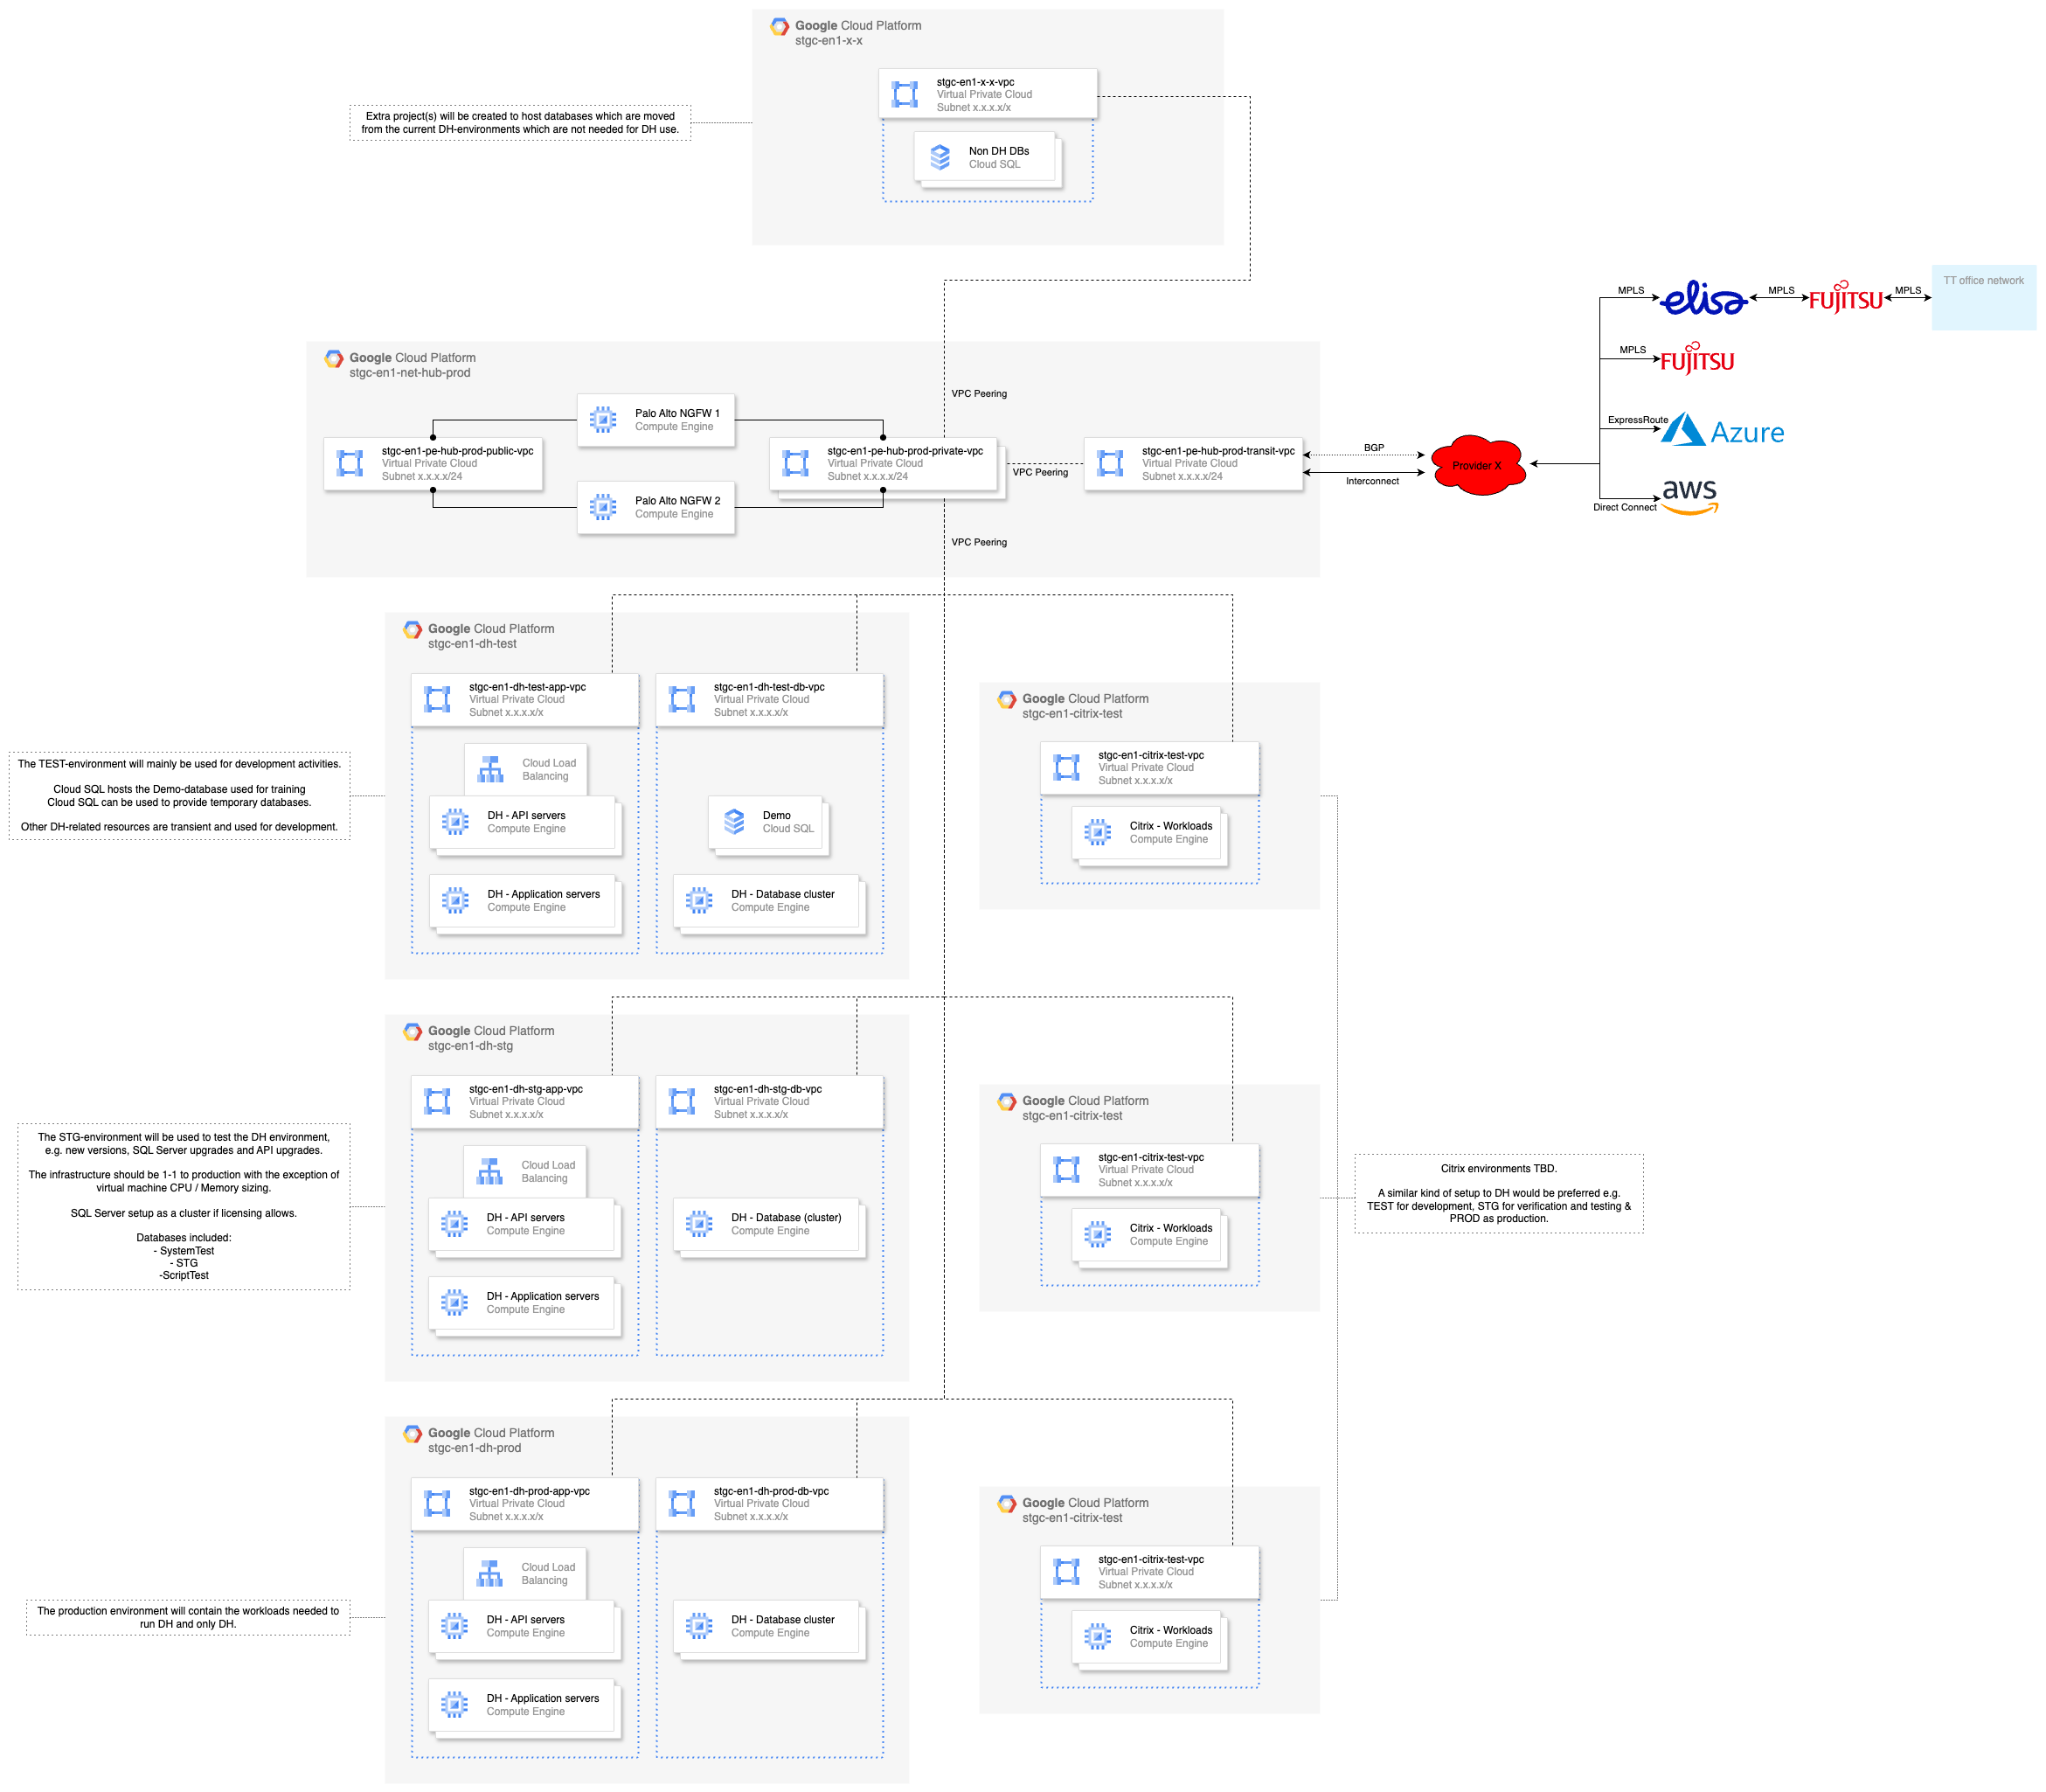 Google Cloud Platform
stgc-en1-x-x
stgc-en1-x-x-vpc
Virtual Private Cloud
Subnet x.x.x.x/x
Extra project(s) will be created to host databases which are moved
from the current DH-environments which are not needed for DH use.
Non DH DBs
Cloud SQL
TT office network
MPLS
elisa
MPLS
FUJITSU
MPLS
MPLS
FUJITSU
ExpressRoute
Azure
aws
Direct Connect
Google Cloud Platform
stgc-en1-net-hub-prod
VPC Peering
Palo Alto NGFW 1
Compute Engine
stgc-en1-pe-hub-prod-public-vpc
Virtual Private Cloud
Subnet x.x.x.x/24
stgc-en1-pe-hub-prod-private-vpc
Virtual Private Cloud
Subnet x.x.x.x/24
VPC Peering
stgc-en1-pe-hub-prod-transit-vpc
Virtual Private Cloud
Subnet x.x.x.x/24
BGP
Interconnect
Provider X
Palo Alto NGFW 2
Compute Engine
VPC Peering
Google Cloud Platform
stgc-en1-dh-test
stgc-en1-dh-test-app-vpc
Virtual Private Cloud
Subnet x.x.x.x/x
stgc-en1-dh-test-db-vpc
Virtual Private Cloud
Subnet x.x.x.x/x
Google Cloud Platform
stgc-en1-citrix-test
stgc-en1-citrix-test-vpc
Virtual Private Cloud
Subnet x.x.x.x/x
The TEST-environment will mainly be used for development activities.
Cloud SQL hosts the Demo-database used for training
Cloud SQL can be used to provide temporary databases.
Other DH-related resources are transient and used for development.
Cloud Load
Balancing
DH - API servers
Compute Engine
Demo
Cloud SQL
Citrix - Workloads
Compute Engine
DH - Application servers
Compute Engine
DH - Database cluster
Compute Engine
Google Cloud Platform
stgc-en1-dh-stg
stgc-en1-dh-stg-app-vpc
Virtual Private Cloud
Subnet x.x.x.x/x
stgc-en1-dh-stg-db-vpc
Virtual Private Cloud
Subnet x.x.x.x/x
Google Cloud Platform
stgc-en1-citrix-test
stgc-en1-citrix-test-vpc
Virtual Private Cloud
Subnet x.x.x.x/x
The STG-environment will be used to test the DH environment,
e.g. new versions, SQL Server upgrades and API upgrades.
The infrastructure should be 1-1 to production with the exception of
virtual machine CPU / Memory sizing.
SQL Server setup as a cluster if licensing allows.
Databases included:
- SystemTest
- STG
-ScriptTest
Cloud Load
Balancing
DH - API servers
Compute Engine
DH - Database (cluster)
Compute Engine
Citrix - Workloads
Compute Engine
Citrix environments TBD.
A similar kind of setup to DH would be preferred e.g.
TEST for development, STG for verification and testing &
PROD as production.
DH - Application servers
Compute Engine
Google Cloud Platform
stgc-en1-dh-prod
stgc-en1-dh-prod-app-vpc
Virtual Private Cloud
Subnet x.x.x.x/x
stgc-en1-dh-prod-db-vpc
Virtual Private Cloud
Subnet x.x.x.x/x
Google Cloud Platform
stgc-en1-citrix-test
stgc-en1-citrix-test-vpc
Virtual Private Cloud
Subnet x.x.x.x/x
The production environment will contain the workloads needed to
run DH and only DH.
Cloud Load
Balancing
DH - API servers
Compute Engine
DH - Database cluster
Compute Engine
Citrix - Workloads
Compute Engine
DH - Application servers
Compute Engine